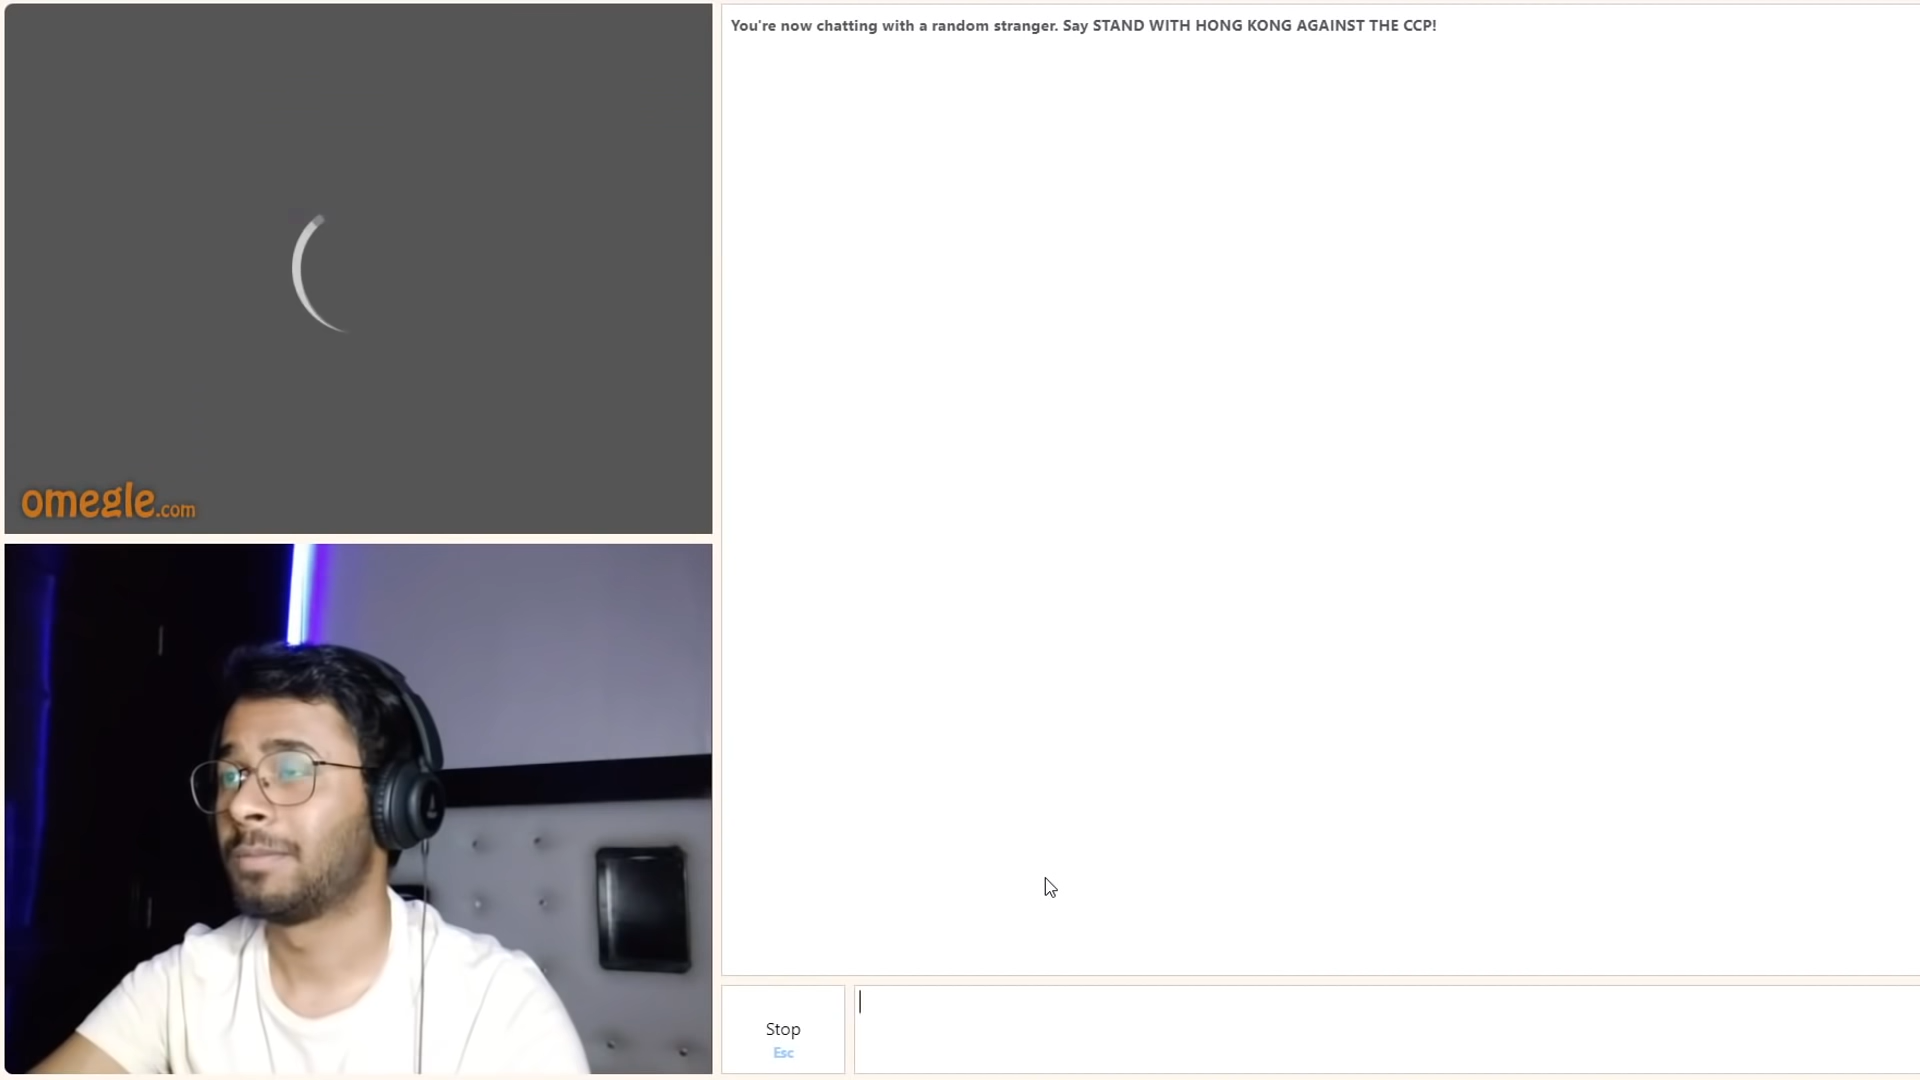 You're now chatting with a random stranger. Say STAND WITH HONG KONG AGAINST THE CCP!
omegle.com
Stop
Esc